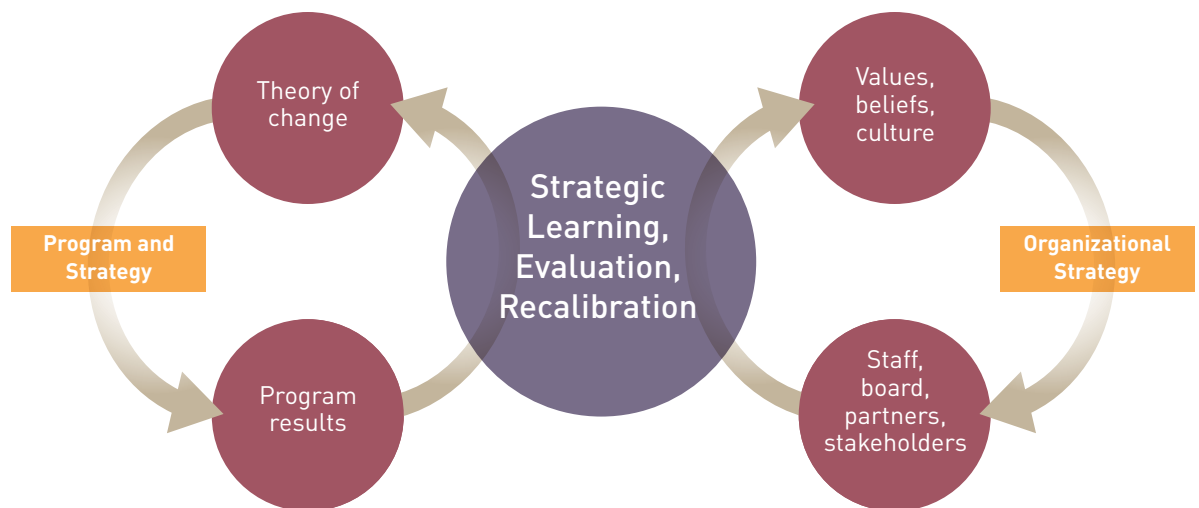 Theory of
change
Values,
beliefs,
culture
Strategic
Learning,
Evaluation,
Recalibration
Program and
Strategy
Organizational
Strategy
Program
results
Staff,
board,
partners,
stakeholders